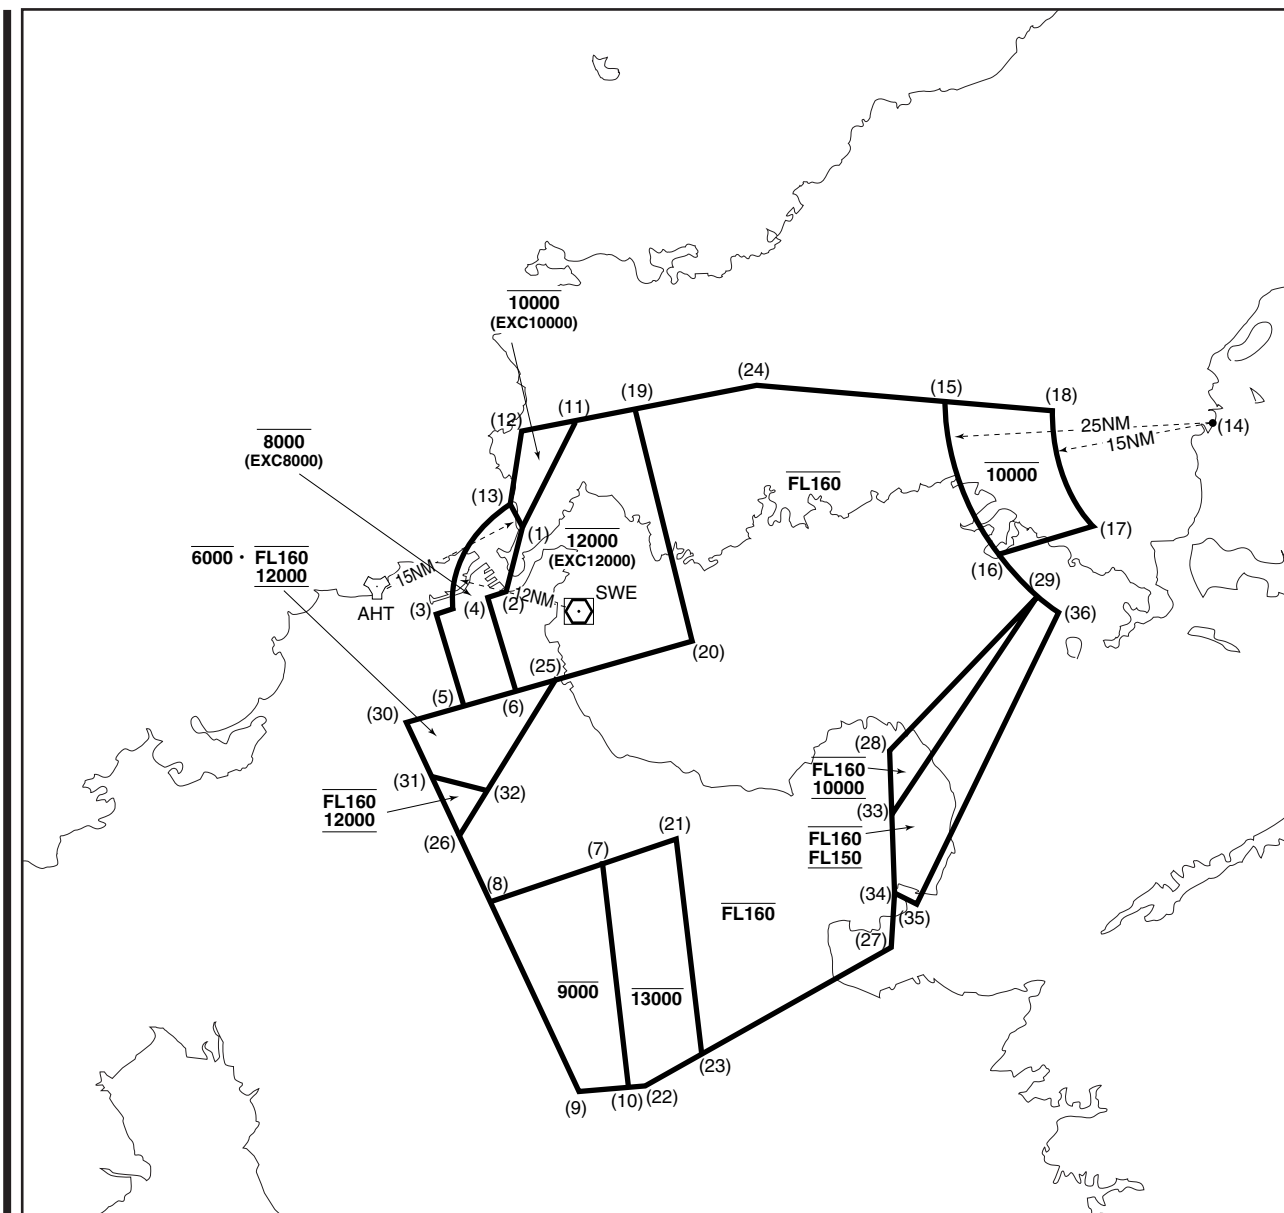 10000
(EXC10000)
(24)
(19)
(11)
(12)
(15)
(18)
25NM
15NM
(14)
8000
(EXC8000)
FL160
10000
(13)
(1)
12000
(EXC12000)
(17)
6000・FL160
12000
15NM
AHT
(3)
(4)
(2)
12NM
SWE
(16)
(29)
(36)
(20)
(25)
(5)
(6)
(30)
(28)
(31)
(32)
FL160
12000
(26)
FL160
10000
(33)
FL160
FL150
(21)
(7)
(8)
FL160
(34)
(35)
(27)
9000
13000
(23)
(9)
(10)
(22)